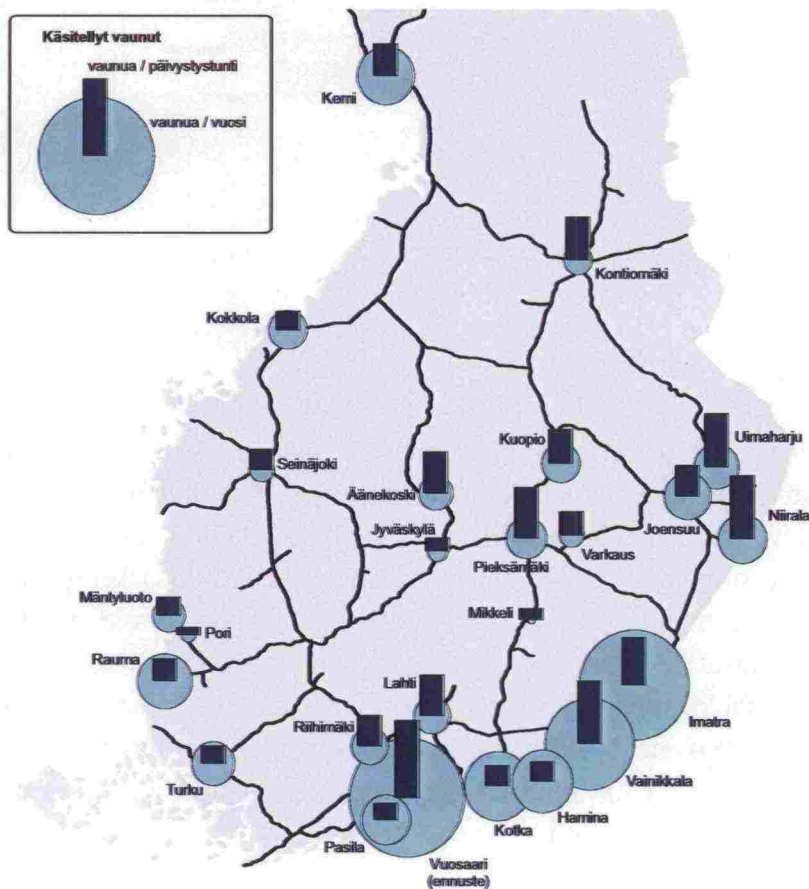 Käsitellyt vaunut
vaunua / päivystystunti
vaunua / vuosi
Kemi
Kontiomäki
Kokkola
Kuopio
Uimaharju
Seinäjoki
Äänekoski
Joensuu
Niirala
Jyväskylä
Varkaus
Pieksämäki
Mäntyluoto
Mikkeli
Pori
Rauma
Lahti
Imatra
Riihimäki
Vainikkala
Turku
Hamina
Kotka
Pasila
Vuosaari
(ennuste)